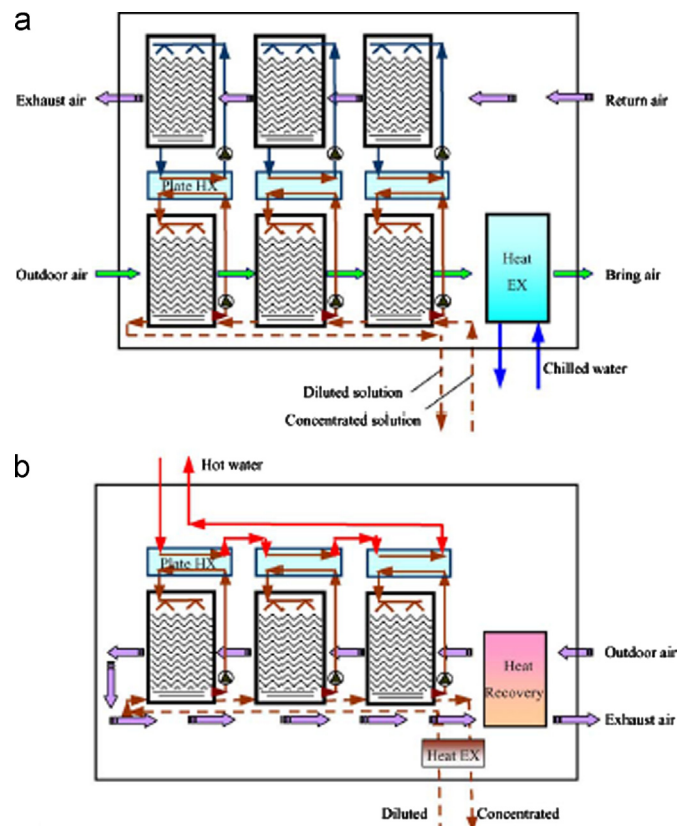 a
Exhaust air
Return air
Plate HX
Outdoor air
Heat
EX
Bring air
Chilled water
Diluted solution
Concentrated solution
b
Hot water
Plate HX
Outdoor air
Heat
Recovery
Exhaust air
Heat EX
Diluted
Concentrated